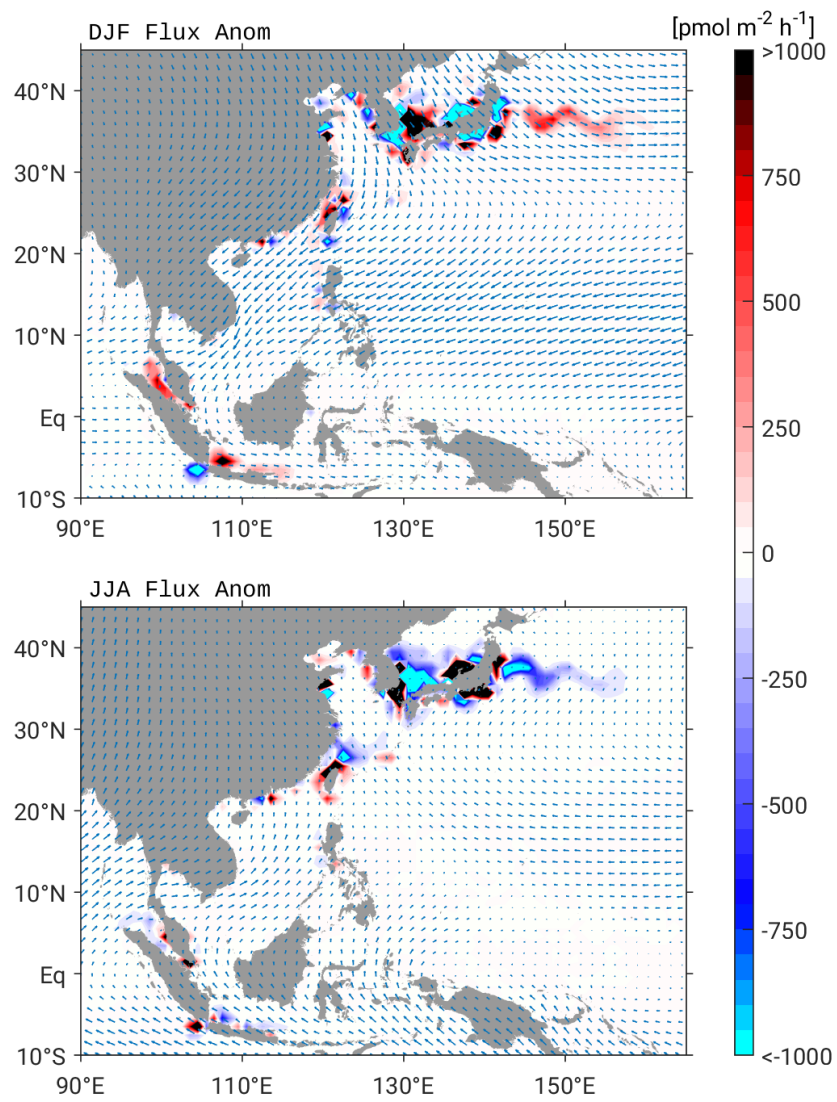 DJF Flux Anom
[pmol m⁻² h⁻¹]
40°N
30°N
20°N
10°N
Eq
10°S
90°E 110°E 130°E 150°E
JJA Flux Anom
40°N
30°N
20°N
10°N
Eq
10°S
90°E 110°E 130°E 150°E
>1000
750
500
250
0
-250
-500
-750
<-1000